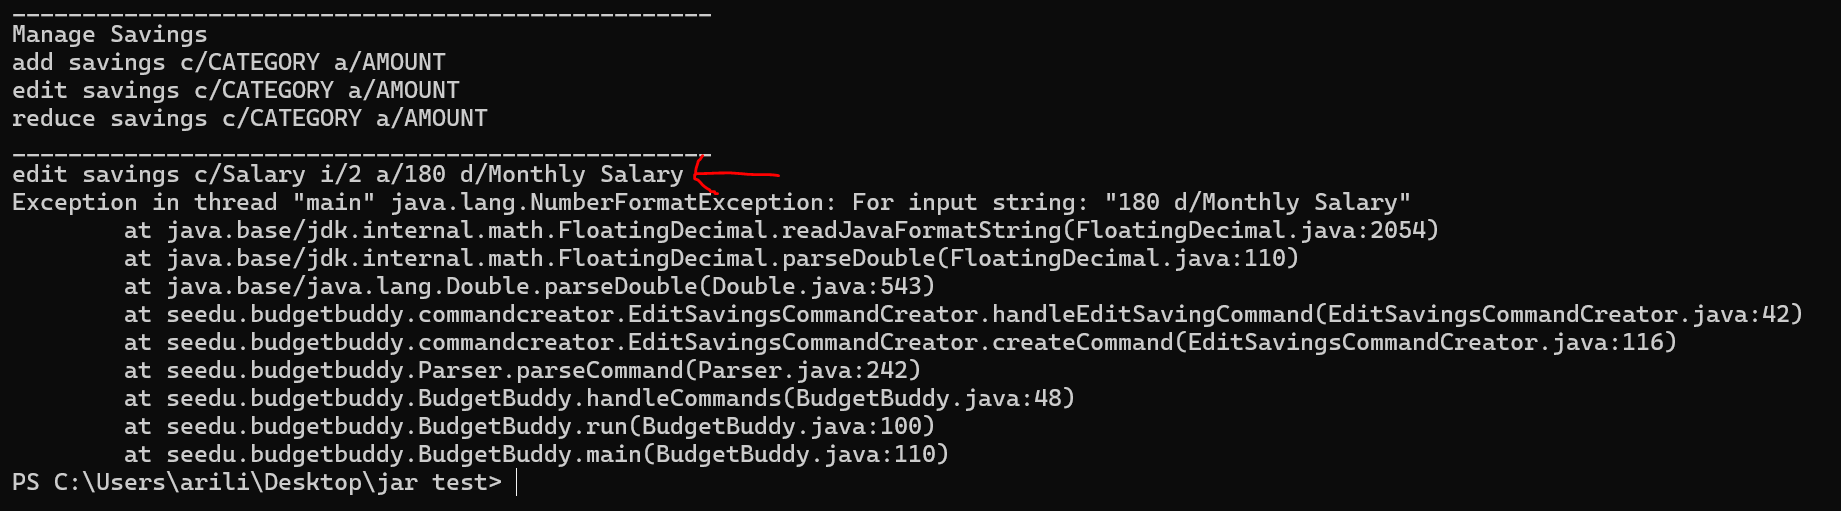 __________________________________________________
Manage Savings
add savings c/CATEGORY a/AMOUNT
edit savings c/CATEGORY a/AMOUNT
reduce savings c/CATEGORY a/AMOUNT
__________________________________________________
edit savings c/Salary i/2 a/180 d/Monthly Salary
Exception in thread "main" java.lang.NumberFormatException: For input string: "180 d/Monthly Salary"
        at java.base/jdk.internal.math.FloatingDecimal.readJavaFormatString(FloatingDecimal.java:2054)
        at java.base/jdk.internal.math.FloatingDecimal.parseDouble(FloatingDecimal.java:110)
        at java.base/java.lang.Double.parseDouble(Double.java:543)
        at seedu.budgetbuddy.commandcreator.EditSavingsCommandCreator.handleEditSavingCommand(EditSavingsCommandCreator.java:42)
        at seedu.budgetbuddy.commandcreator.EditSavingsCommandCreator.createCommand(EditSavingsCommandCreator.java:116)
        at seedu.budgetbuddy.Parser.parseCommand(Parser.java:242)
        at seedu.budgetbuddy.BudgetBuddy.handleCommands(BudgetBuddy.java:48)
        at seedu.budgetbuddy.BudgetBuddy.run(BudgetBuddy.java:100)
        at seedu.budgetbuddy.BudgetBuddy.main(BudgetBuddy.java:110)
PS C:\Users\arili\Desktop\jar test>